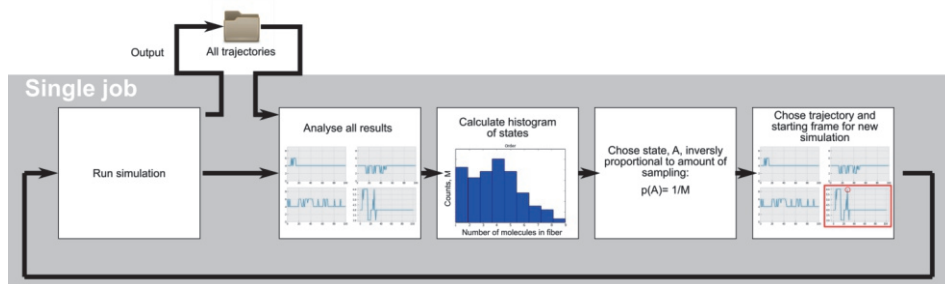 Output
All trajectories
Single job
Run simulation
Analyse all results
Calculate histogram
of states
Counts, M
Number of molecules in fiber
Chose state, A, inversly
proportional to amount of
sampling:
p(A)= 1/M
Chose trajectory and
starting frame for new
simulation